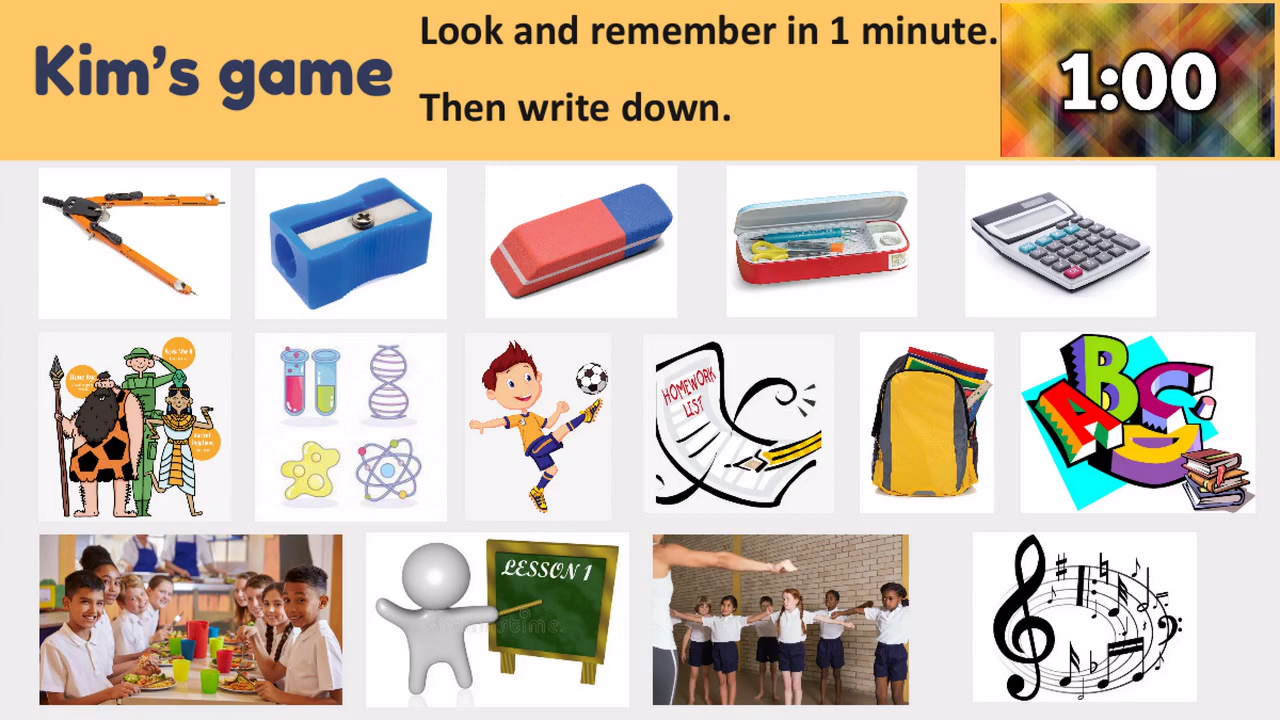 Kim's game
Look and remember in 1 minute.
Then write down.
1:00
HOMEWORK
LIST
A B C D
LESSON 1